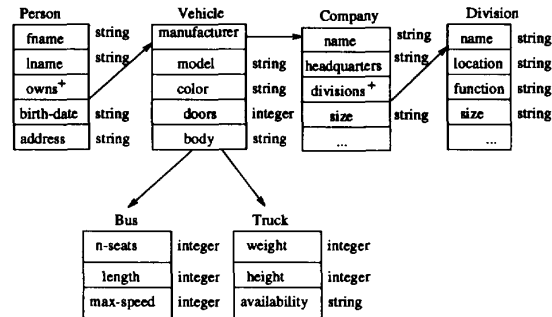 Person
fname string
lname string
owns+
birth-date string
address string
Vehicle
manufacturer
model string
color string
doors integer
body string
Company
name string
headquarters string
divisions+
size string
...
Division
name string
location string
function string
size string
...
Bus
n-seats integer
length integer
max-speed integer
Truck
weight integer
height integer
availability string